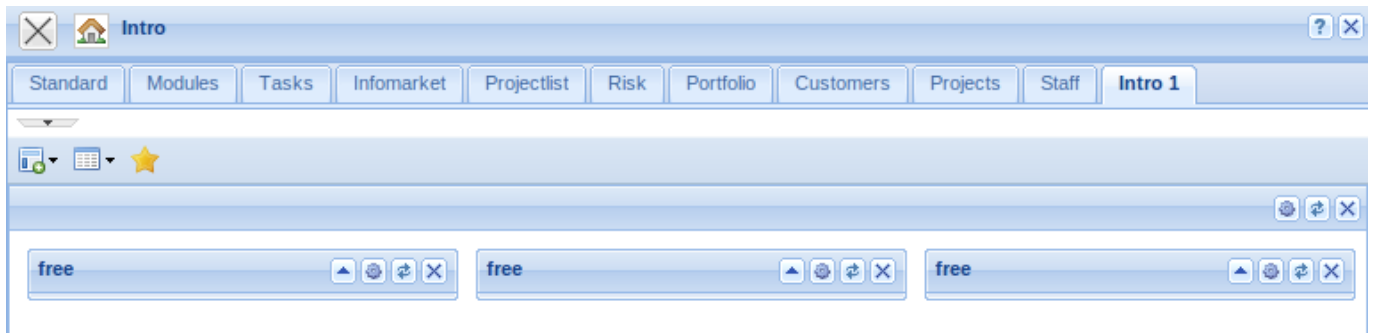 Intro
Standard Modules Tasks Infomarket Projectlist Risk Portfolio Customers Projects Staff Intro 1
free free free